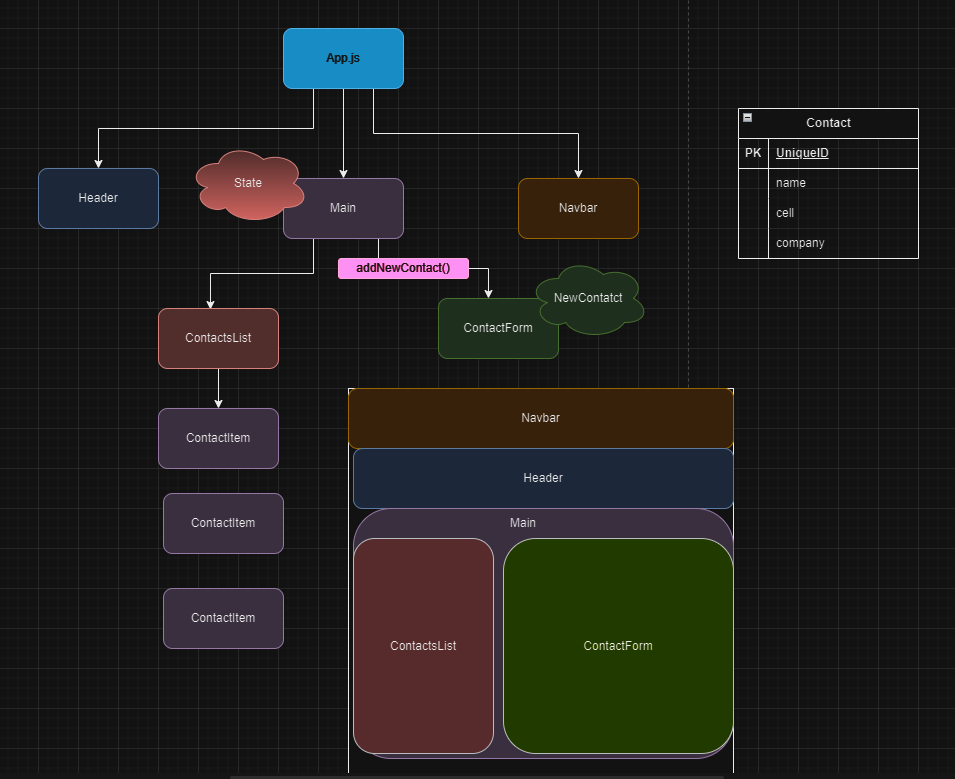 App.js
Contact
PK UniqueID
name
cell
company
Header
State
Main
Navbar
addNewContact()
ContactsList
ContactForm
NewContatct
ContactItem
ContactItem
ContactItem
Navbar
Header
Main
ContactsList
ContactForm